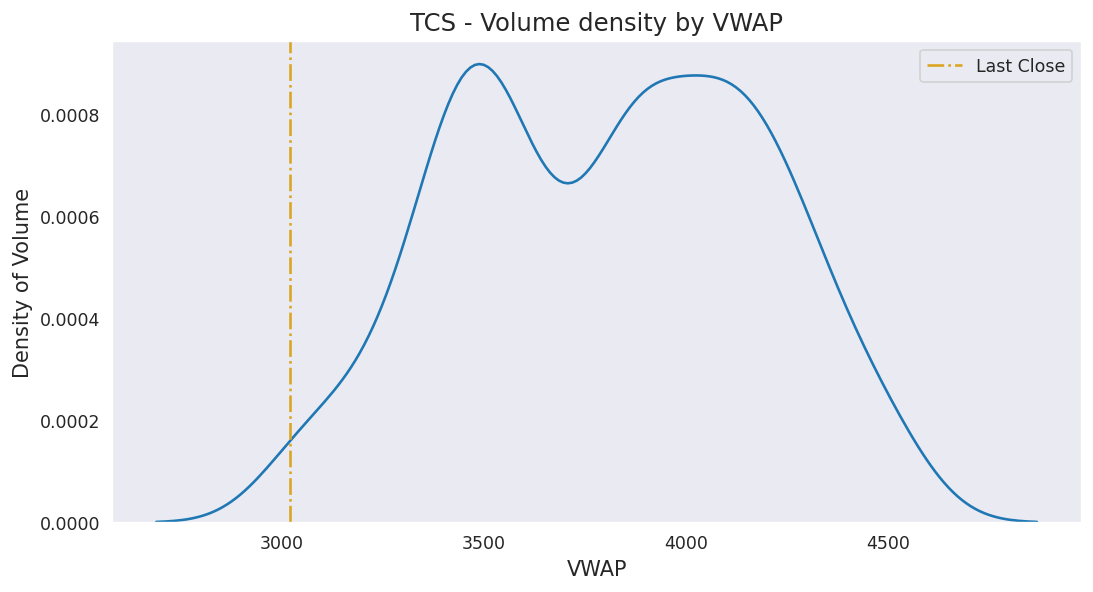 TCS - Volume density by VWAP
Last Close
Density of Volume
0.0008
0.0006
0.0004
0.0002
0.0000
3000
3500
4000
4500
VWAP